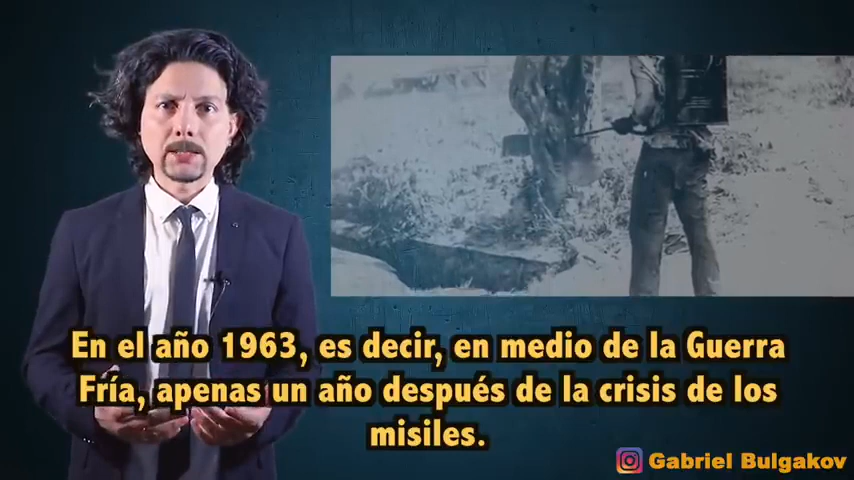 En el año 1963, es decir, en medio de la Guerra
Fría, apenas un año después de la crisis de los
misiles.
Gabriel Bulgakov